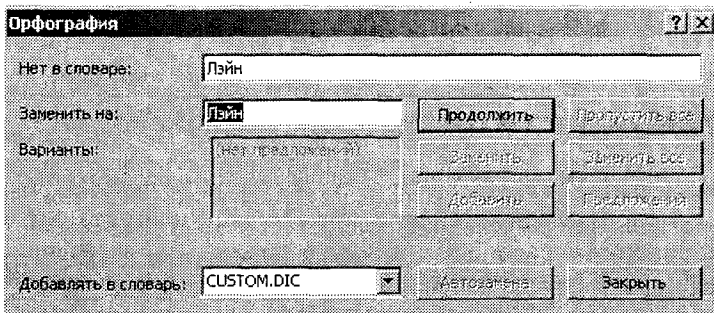 Орфография
Нет в словаре: Лэйн
Заменить на: Лэйн Продолжить Пропустить все
Варианты: (нет предложений) Заменить Заменить все
Добавить Предложения
Добавлять в словарь: CUSTOM.DIC Автозамена Закрыть